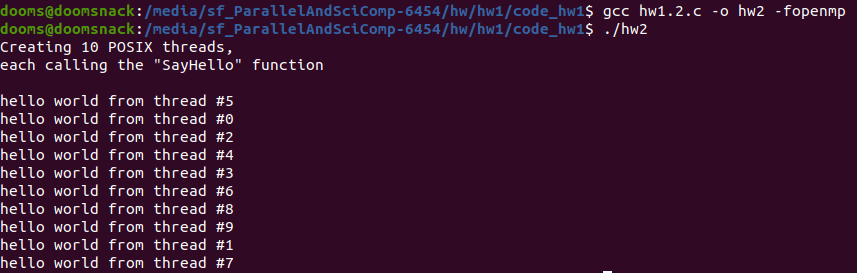 dooms@doomsnack:/media/sf_ParallelAndSciComp-6454/hw/hw1/code_hw1$ gcc hw1.2.c -o hw2 -fopenmp
dooms@doomsnack:/media/sf_ParallelAndSciComp-6454/hw/hw1/code_hw1$ ./hw2
Creating 10 POSIX threads,
each calling the "SayHello" function
hello world from thread #5
hello world from thread #0
hello world from thread #2
hello world from thread #4
hello world from thread #3
hello world from thread #6
hello world from thread #8
hello world from thread #9
hello world from thread #1
hello world from thread #7